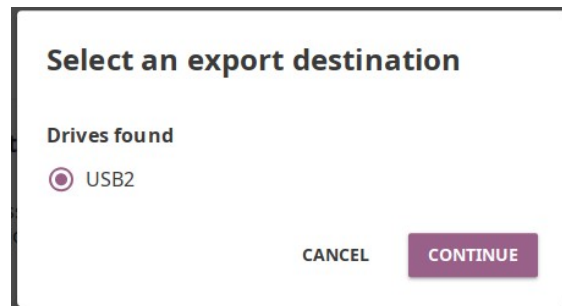 Select an export destination
Drives found
USB2
CANCEL
CONTINUE